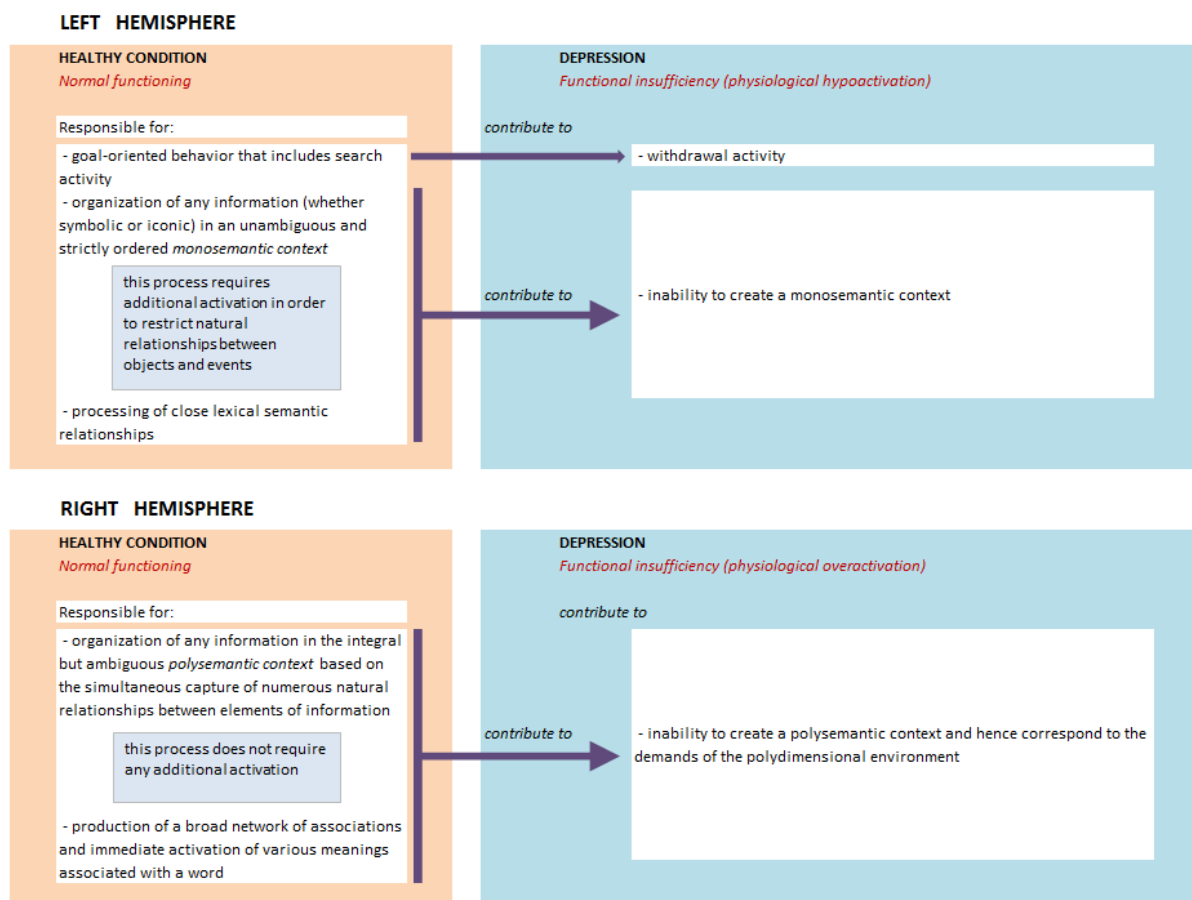 LEFT HEMISPHERE
HEALTHY CONDITION
Normal functioning
Responsible for:
- goal-oriented behavior that includes search
activity
- organization of any information (whether
symbolic or iconic) in an unambiguous and
strictly ordered monosemantic context
this process requires
additional activation in order
to restrict natural
relationships between
objects and events
- processing of close lexical semantic
relationships
contribute to
contribute to
DEPRESSION
Functional insufficiency (physiological hypoactivation)
- withdrawal activity
- inability to create a monosemantic context
RIGHT HEMISPHERE
HEALTHY CONDITION
Normal functioning
Responsible for:
- organization of any information in the integral
but ambiguous polysemantic context based on
the simultaneous capture of numerous natural
relationships between elements of information
this process does not require
any additional activation
- production of a broad network of associations
and immediate activation of various meanings
associated with a word
contribute to
DEPRESSION
Functional insufficiency (physiological overactivation)
contribute to
- inability to create a polysemantic context and hence correspond to the
demands of the polydimensional environment